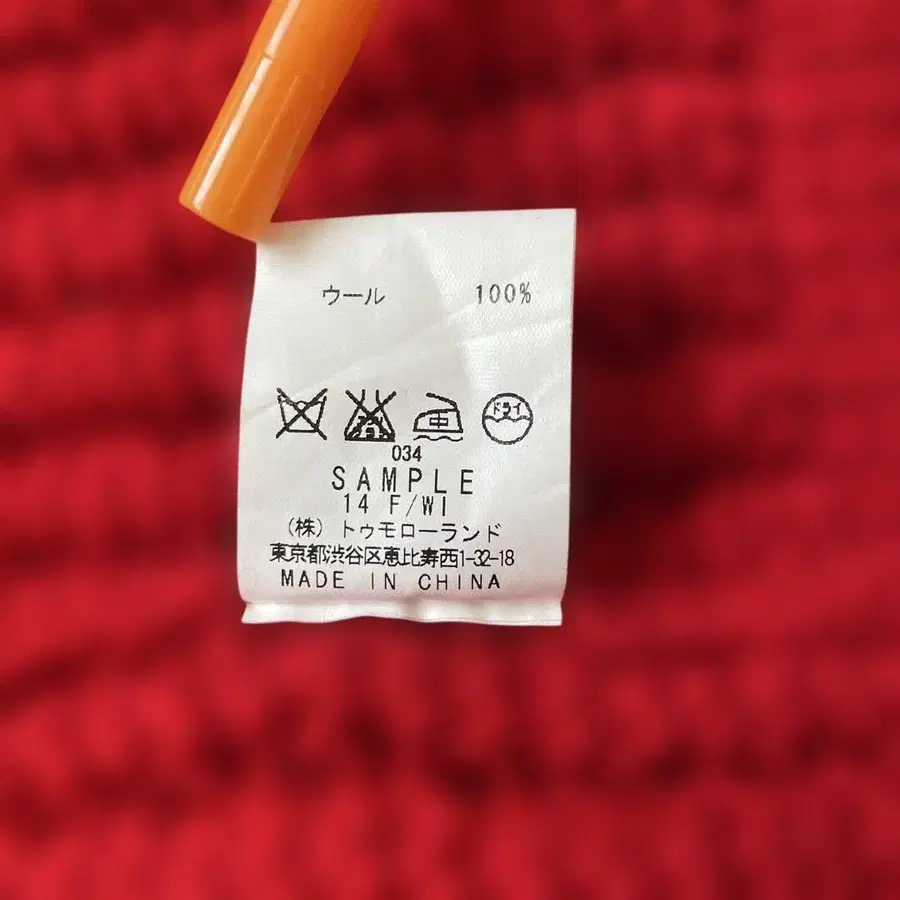 ウール 100%
ドライ
中
034
SAMPLE
14 F/WI
(株) トゥモローランド
東京都渋谷区恵比寿西1-32-18
MADE IN CHINA